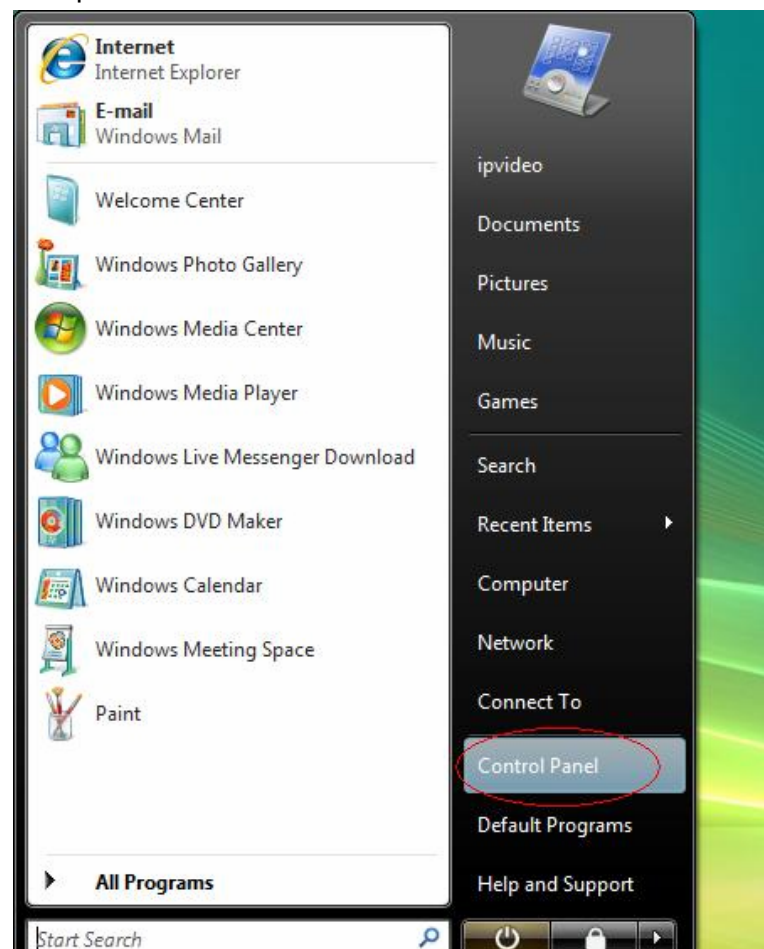 Internet
Internet Explorer
E-mail
Windows Mail
Welcome Center
Windows Photo Gallery
Windows Media Center
Windows Media Player
Windows Live Messenger Download
Windows DVD Maker
Windows Calendar
Windows Meeting Space
Paint
All Programs
Start Search
ipvideo
Documents
Pictures
Music
Games
Search
Recent Items
Computer
Network
Connect To
Control Panel
Default Programs
Help and Support